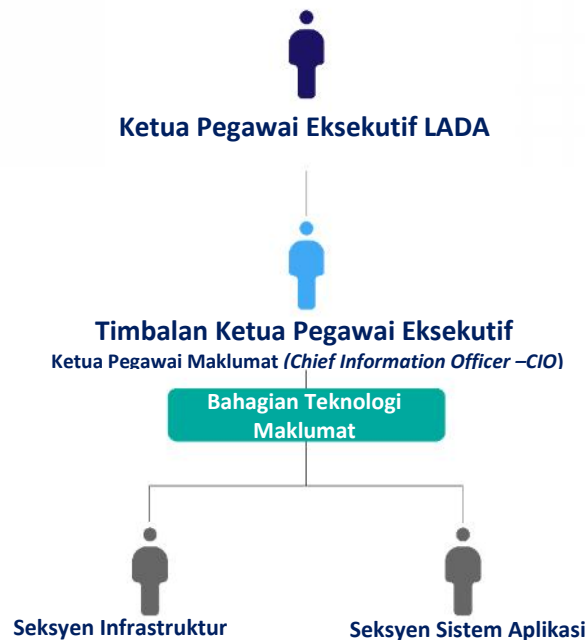 Ketua Pegawai Eksekutif LADA
Timbalan Ketua Pegawai Eksekutif
Ketua Pegawai Maklumat (Chief Information Officer –CIO)
Bahagian Teknologi
Maklumat
Seksyen Infrastruktur
Seksyen Sistem Aplikasi